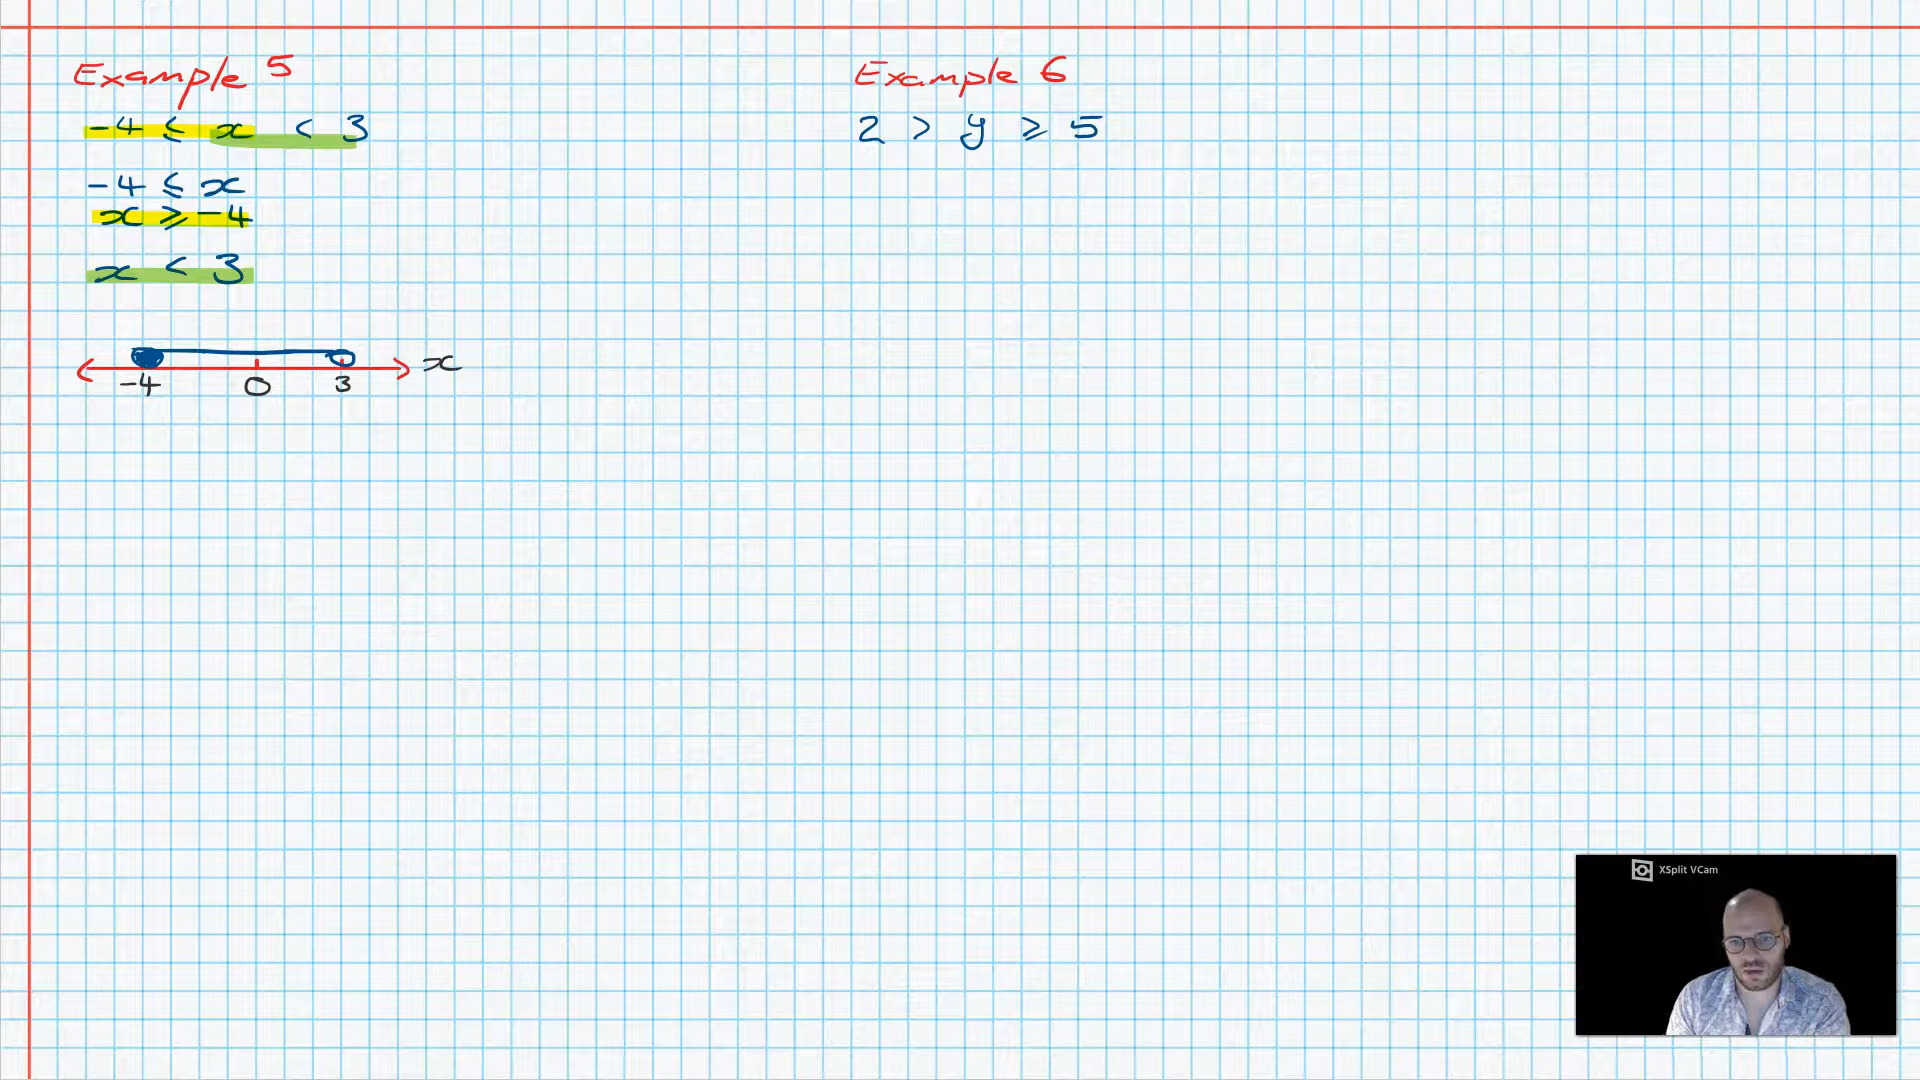 Example 5
-4 ⩽ x < 3
-4 ⩽ x
x ⩾ -4
x < 3
x
-4 0 3
Example 6
2 > y ⩾ 5
XSplit VCam